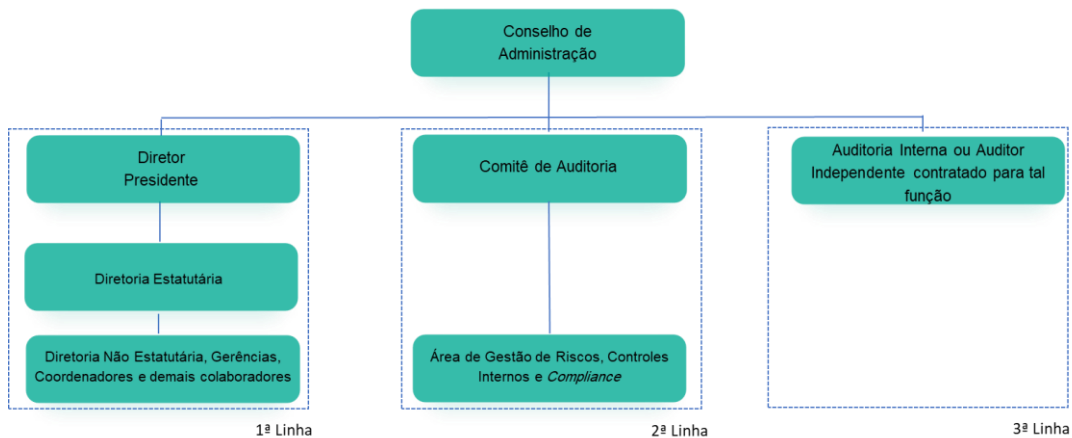 Conselho de
Administração
Diretor
Presidente
Diretoria Estatutária
Diretoria Não Estatutária, Gerências,
Coordenadores e demais colaboradores
1ª Linha
Comitê de Auditoria
Área de Gestão de Riscos, Controles
Internos e Compliance
2ª Linha
Auditoria Interna ou Auditor
Independente contratado para tal
função
3ª Linha